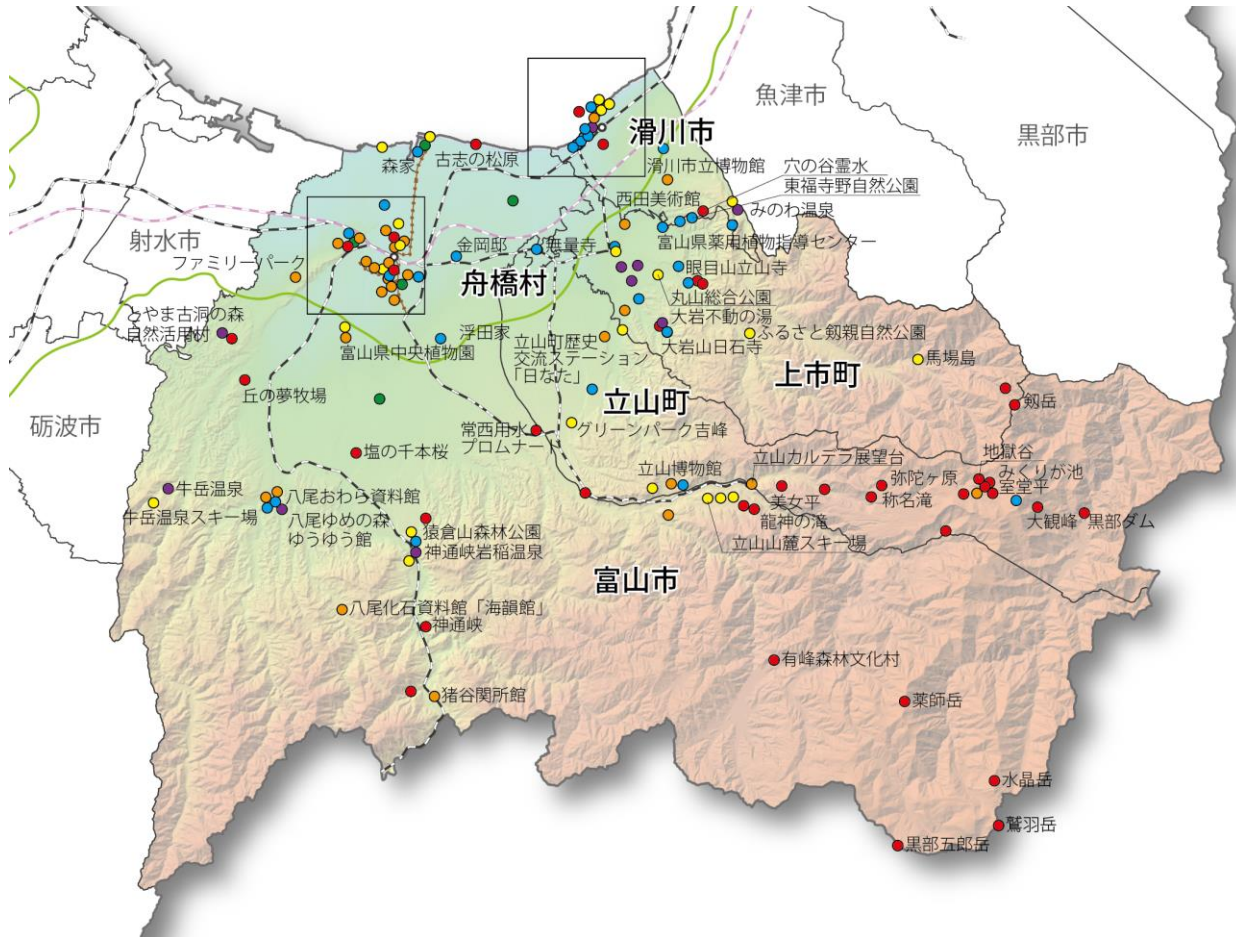 魚津市
黒部市
滑川市
森家
古志の松原
滑川市立博物館
穴の谷霊水
東福寺野自然公園
西田美術館
みのわ温泉
射水市
金岡邸
無量寺
富山県薬用植物指導センター
ファミリーパーク
舟橋村
眼目山立山寺
丸山総合公園
大岩不動の湯
とやま古洞の森
自然活用村
富山県中央植物園
浮田家
立山町歴史
交流ステーション
「日なた」
大岩山日石寺
ふるさと剱親自然公園
馬場島
上市町
丘の夢牧場
立山町
剱岳
砺波市
常西用水
プロムナード
グリーンパーク吉峰
塩の千本桜
立山博物館
立山カルデラ展望台
地獄谷
みくりが池
室堂平
弥陀ヶ原
牛岳温泉
八尾おわら資料館
美女平
称名滝
牛岳温泉スキー場
八尾ゆめの森
ゆうゆう館
龍神の滝
大観峰
黒部ダム
猿倉山森林公園
立山山麓スキー場
神通峡岩稲温泉
富山市
八尾化石資料館「海韻館」
神通峡
有峰森林文化村
猪谷関所館
薬師岳
水晶岳
鷲羽岳
黒部五郎岳